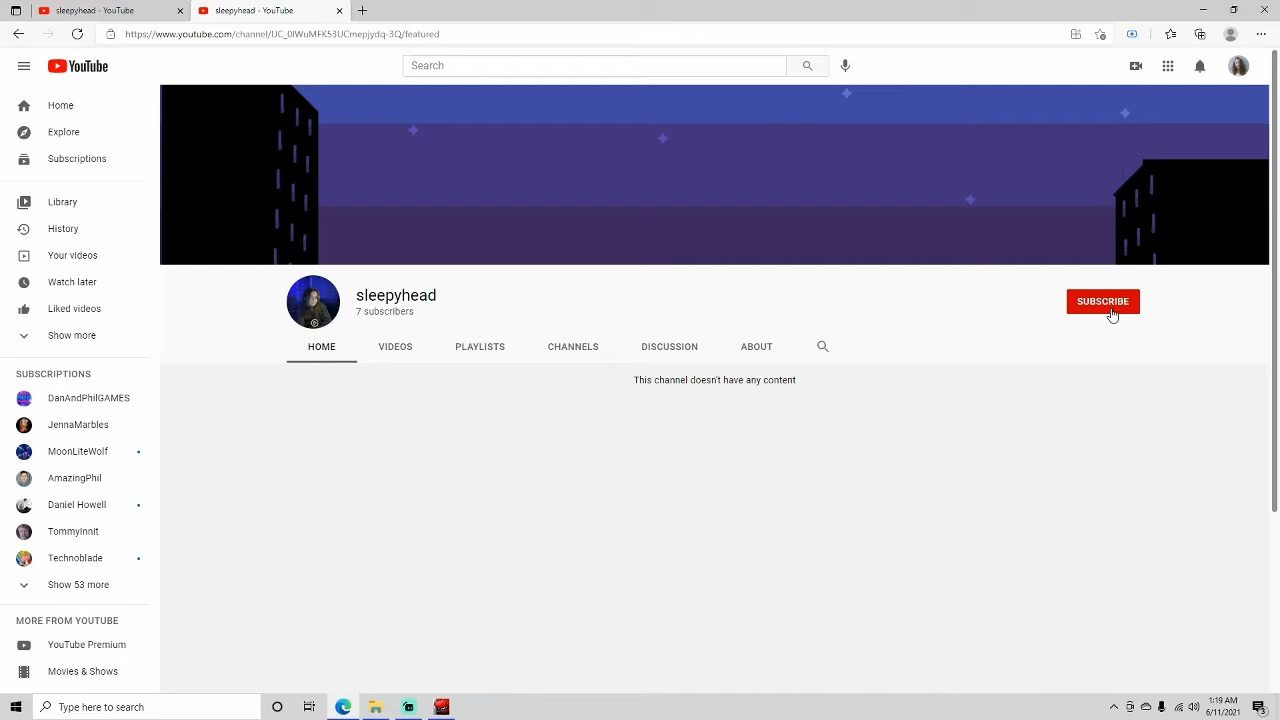 sleepyhead - YouTube
sleepyhead - YouTube
https://www.youtube.com/channel/UC_0IWuMFK53UCmepjydq-3Q/featured
YouTube
Search
Home
Explore
Subscriptions
Library
History
Your videos
Watch later
Liked videos
Show more
SUBSCRIPTIONS
DanAndPhilGAMES
JennaMarbles
MoonLiteWolf
AmazingPhil
Daniel Howell
TommyInnit
Technoblade
Show 53 more
MORE FROM YOUTUBE
YouTube Premium
Movies & Shows
sleepyhead
7 subscribers
SUBSCRIBE
HOME
VIDEOS
PLAYLISTS
CHANNELS
DISCUSSION
ABOUT
This channel doesn't have any content
Type here to search
1:19 AM
6/11/2021
3